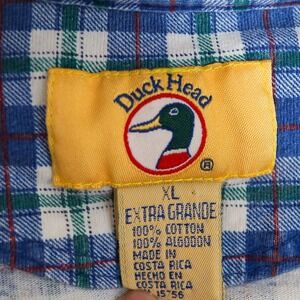 Duck Head
®
XL
EXTRA GRANDE
100% COTTON
100% ALGODON
MADE IN
COSTA RICA
HECHO EN
COSTA RICA